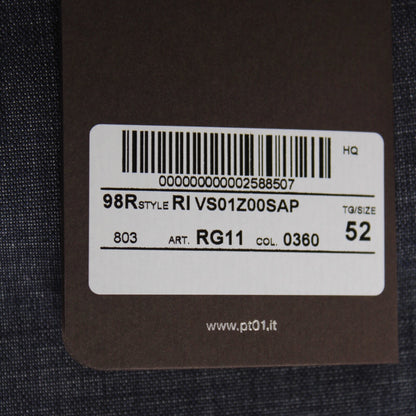 HQ
000000000002588507
98R STYLE RI VS01Z00SAP TG/SIZE
803 ART. RG11 COL. 0360 52
www.pt01.it